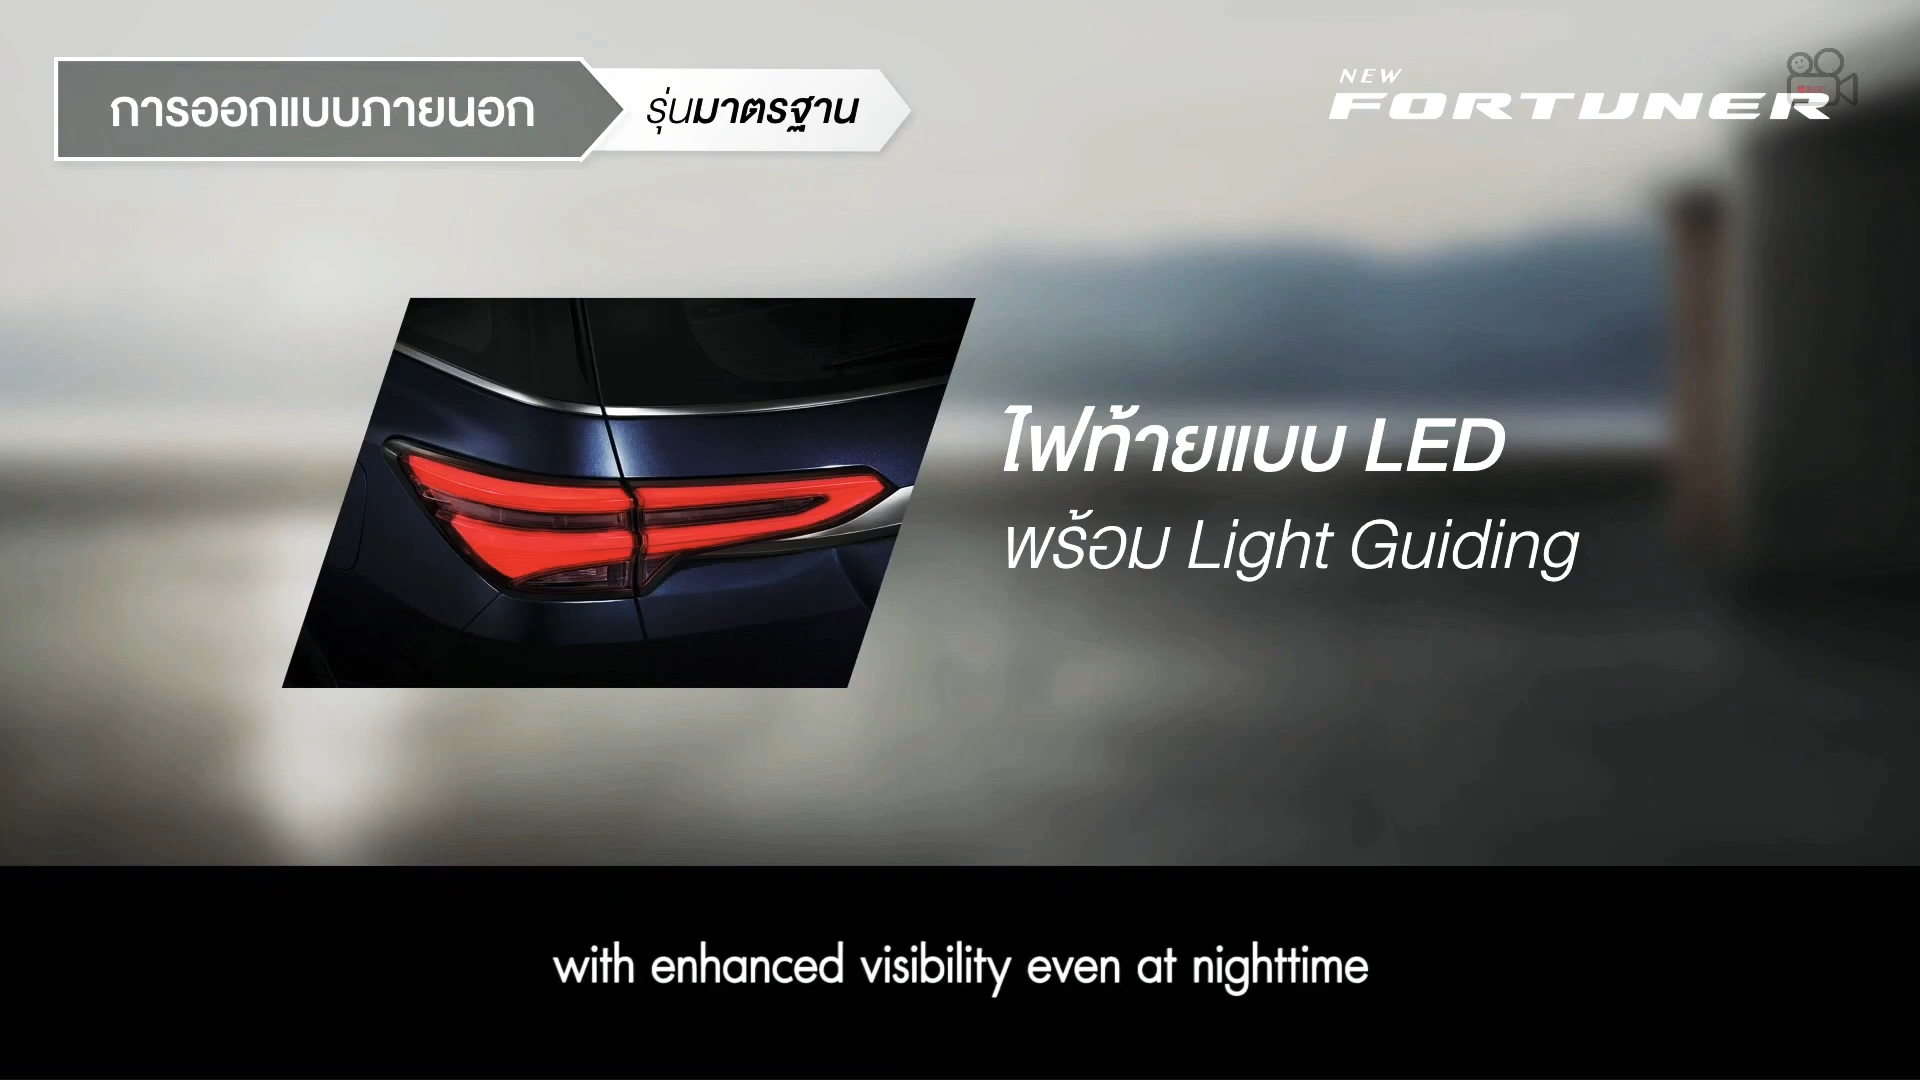 การออกแบบภายนอก
รุ่นมาตรฐาน
NEW
FORTUNER
ไฟท้ายแบบ LED
พร้อม Light Guiding
with enhanced visibility even at nighttime